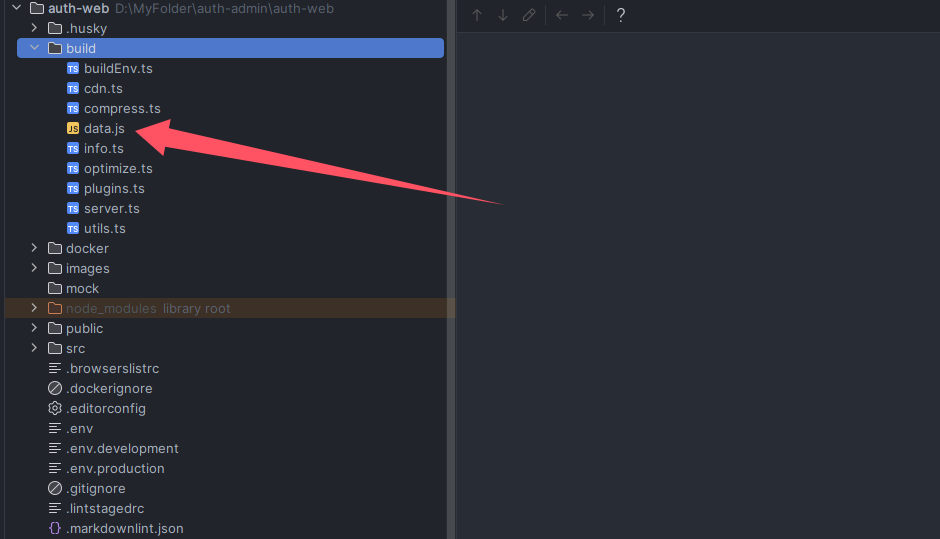 auth-web D:\MyFolder\auth-admin\auth-web
.husky
build
TS buildEnv.ts
TS cdn.ts
TS compress.ts
JS data.js
TS info.ts
TS optimize.ts
TS plugins.ts
TS server.ts
TS utils.ts
docker
images
mock
node_modules library root
public
src
.browserslistrc
.dockerignore
.editorconfig
.env
.env.development
.env.production
.gitignore
.lintstagedrc
{} .markdownlint.json
?